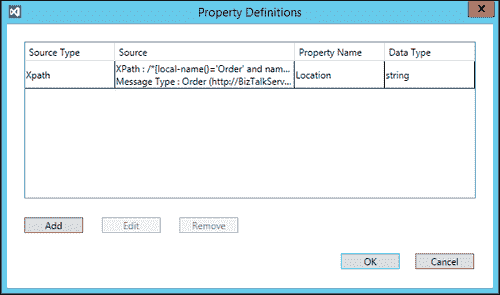 Property Definitions
x
Source Type Source Property Name Data Type
Xpath XPath : /*[local-name()='Order' and nam... Location string
Message Type : Order (http://BizTalkServ...
Add Edit Remove
OK Cancel